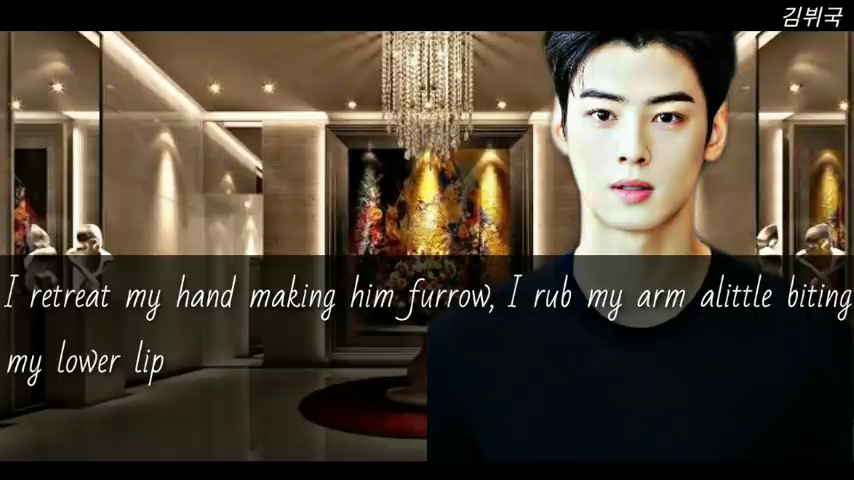 김뷔국
I retreat my hand making him furrow, I rub my arm alittle biting
my lower lip